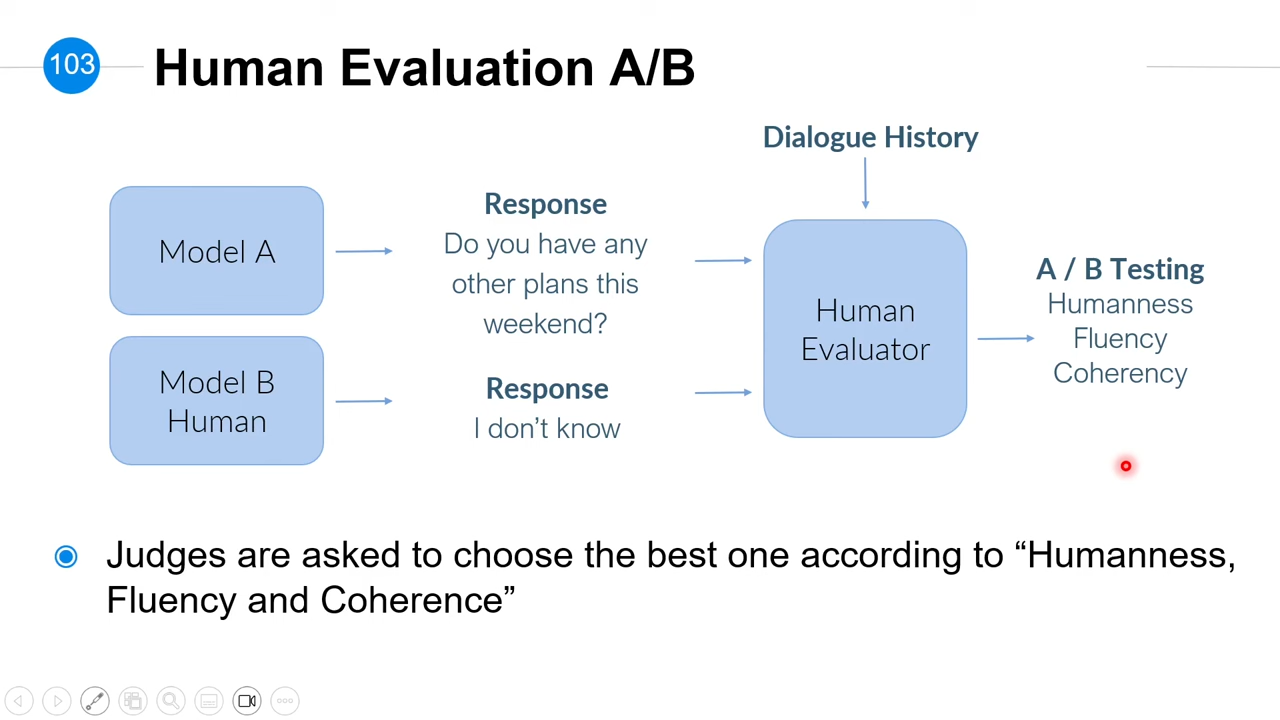 103
Human Evaluation A/B
Dialogue History
Model A
Response
Do you have any
other plans this
weekend?
Model B
Human
Response
I don’t know
Human
Evaluator
A / B Testing
Humanness
Fluency
Coherency
Judges are asked to choose the best one according to “Humanness,
Fluency and Coherence”